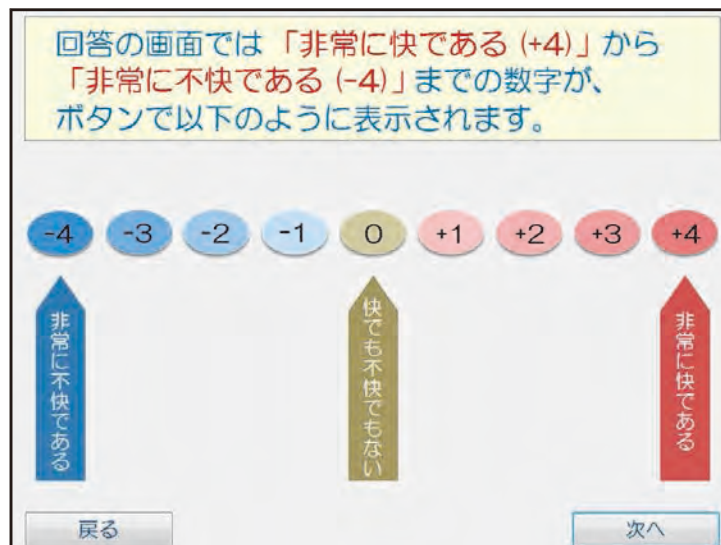 回答の画面では「非常に快である (+4)」から
「非常に不快である (-4)」までの数字が、
ボタンで以下のように表示されます。
-4 -3 -2 -1 0 +1 +2 +3 +4
非常に不快である
快でも不快でもない
非常に快である
戻る
次へ